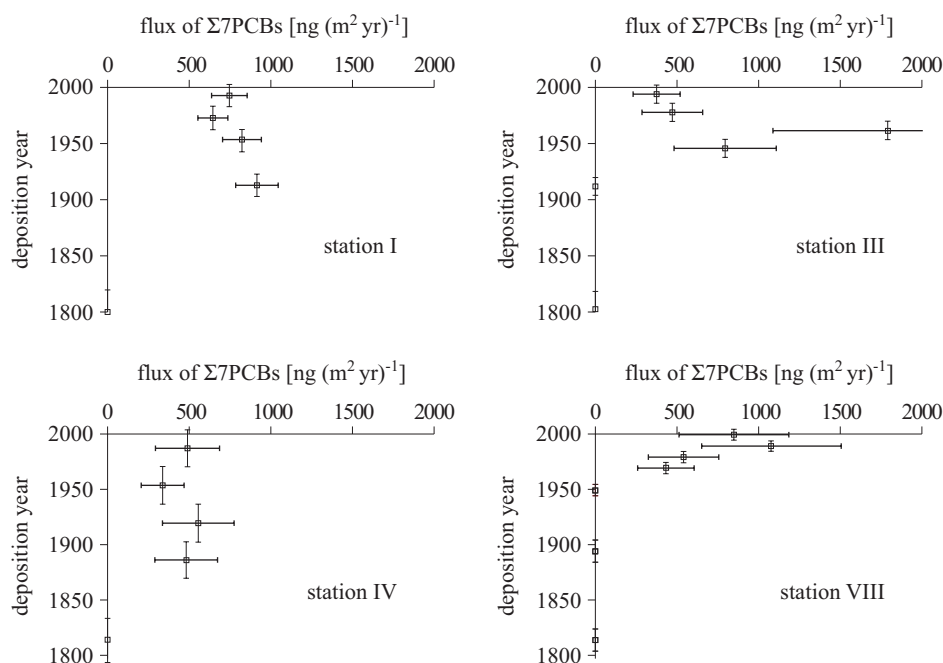 flux of Σ7PCBs [ng (m² yr)⁻¹]
0 500 1000 1500 2000
deposition year
2000
1950
1900
1850
1800
station I
flux of Σ7PCBs [ng (m² yr)⁻¹]
0 500 1000 1500 2000
deposition year
2000
1950
1900
1850
1800
station III
flux of Σ7PCBs [ng (m² yr)⁻¹]
0 500 1000 1500 2000
deposition year
2000
1950
1900
1850
1800
station IV
flux of Σ7PCBs [ng (m² yr)⁻¹]
0 500 1000 1500 2000
deposition year
2000
1950
1900
1850
1800
station VIII